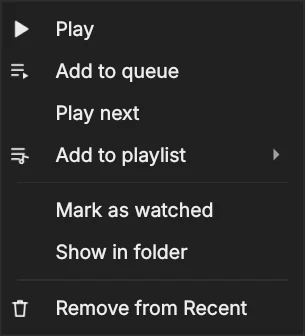 Play
Add to queue
Play next
Add to playlist
Mark as watched
Show in folder
Remove from Recent